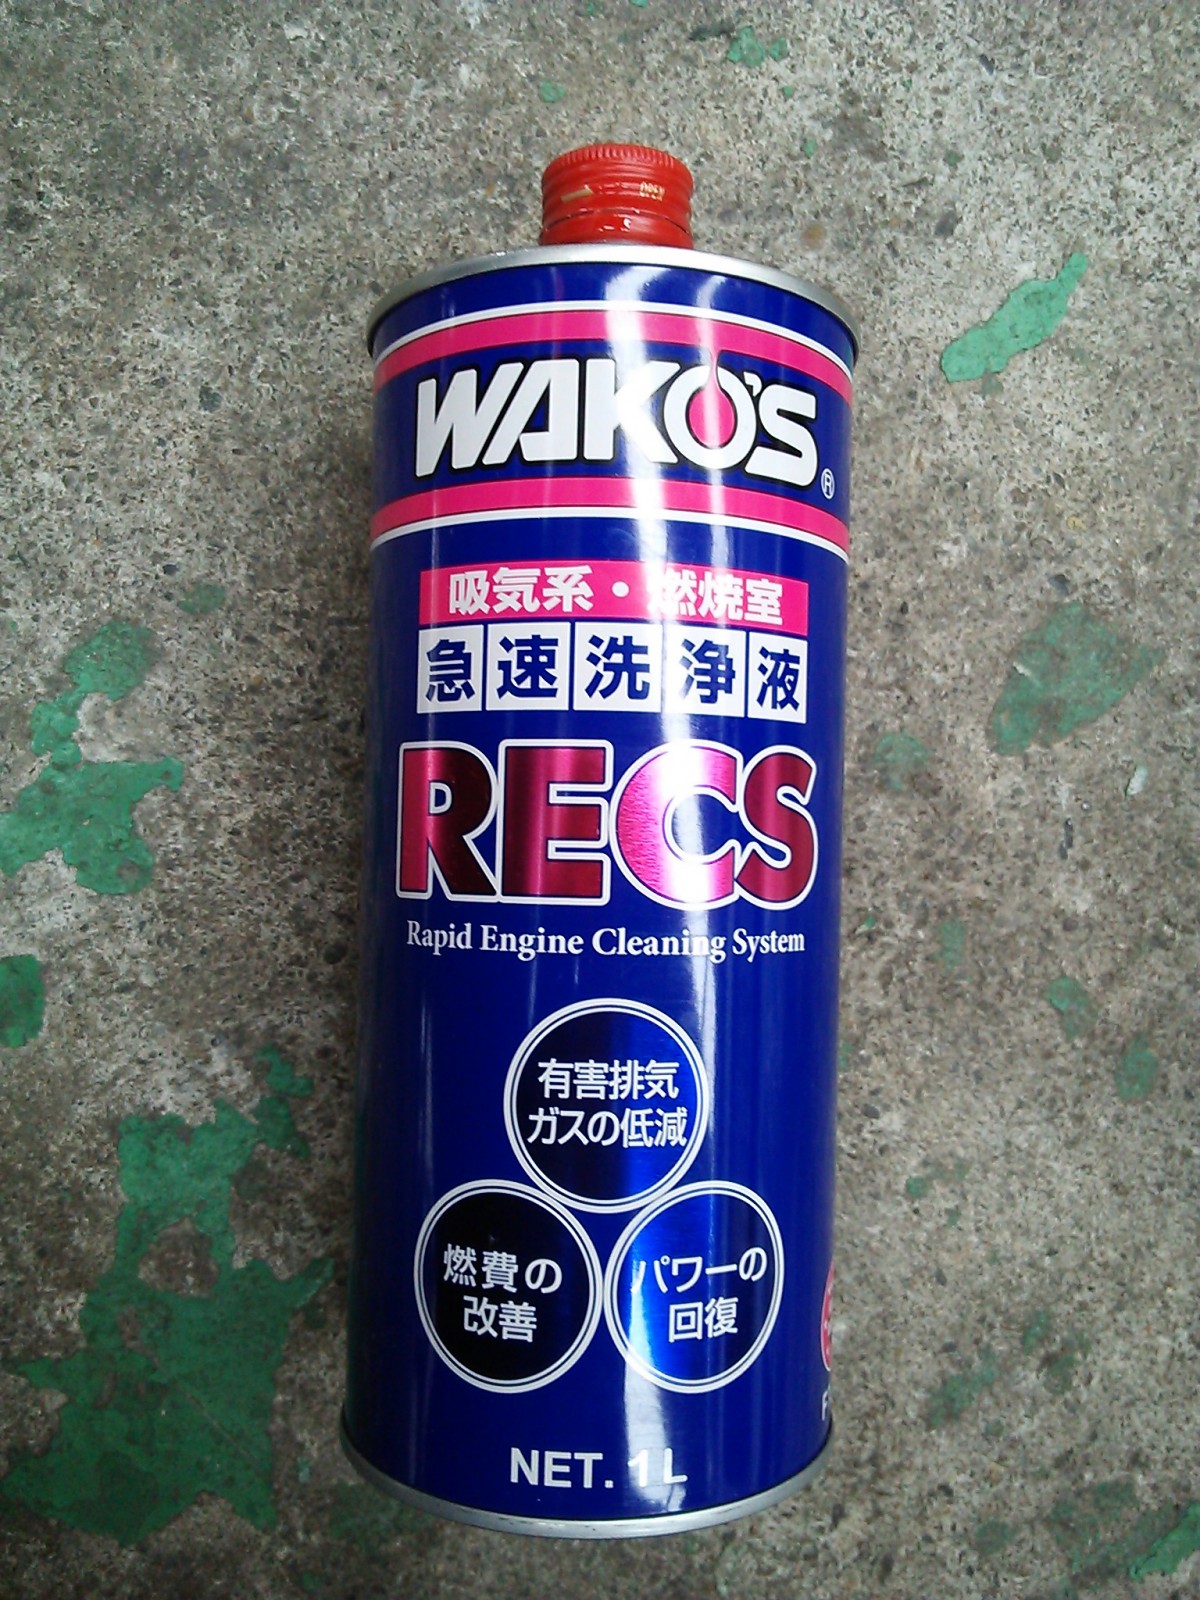 OPEN
WAKO'S®
吸気系・燃焼室
急速洗浄液
RECS
Rapid Engine Cleaning System
有害排気
ガスの低減
燃費の
改善
パワーの
回復
NET. 1L